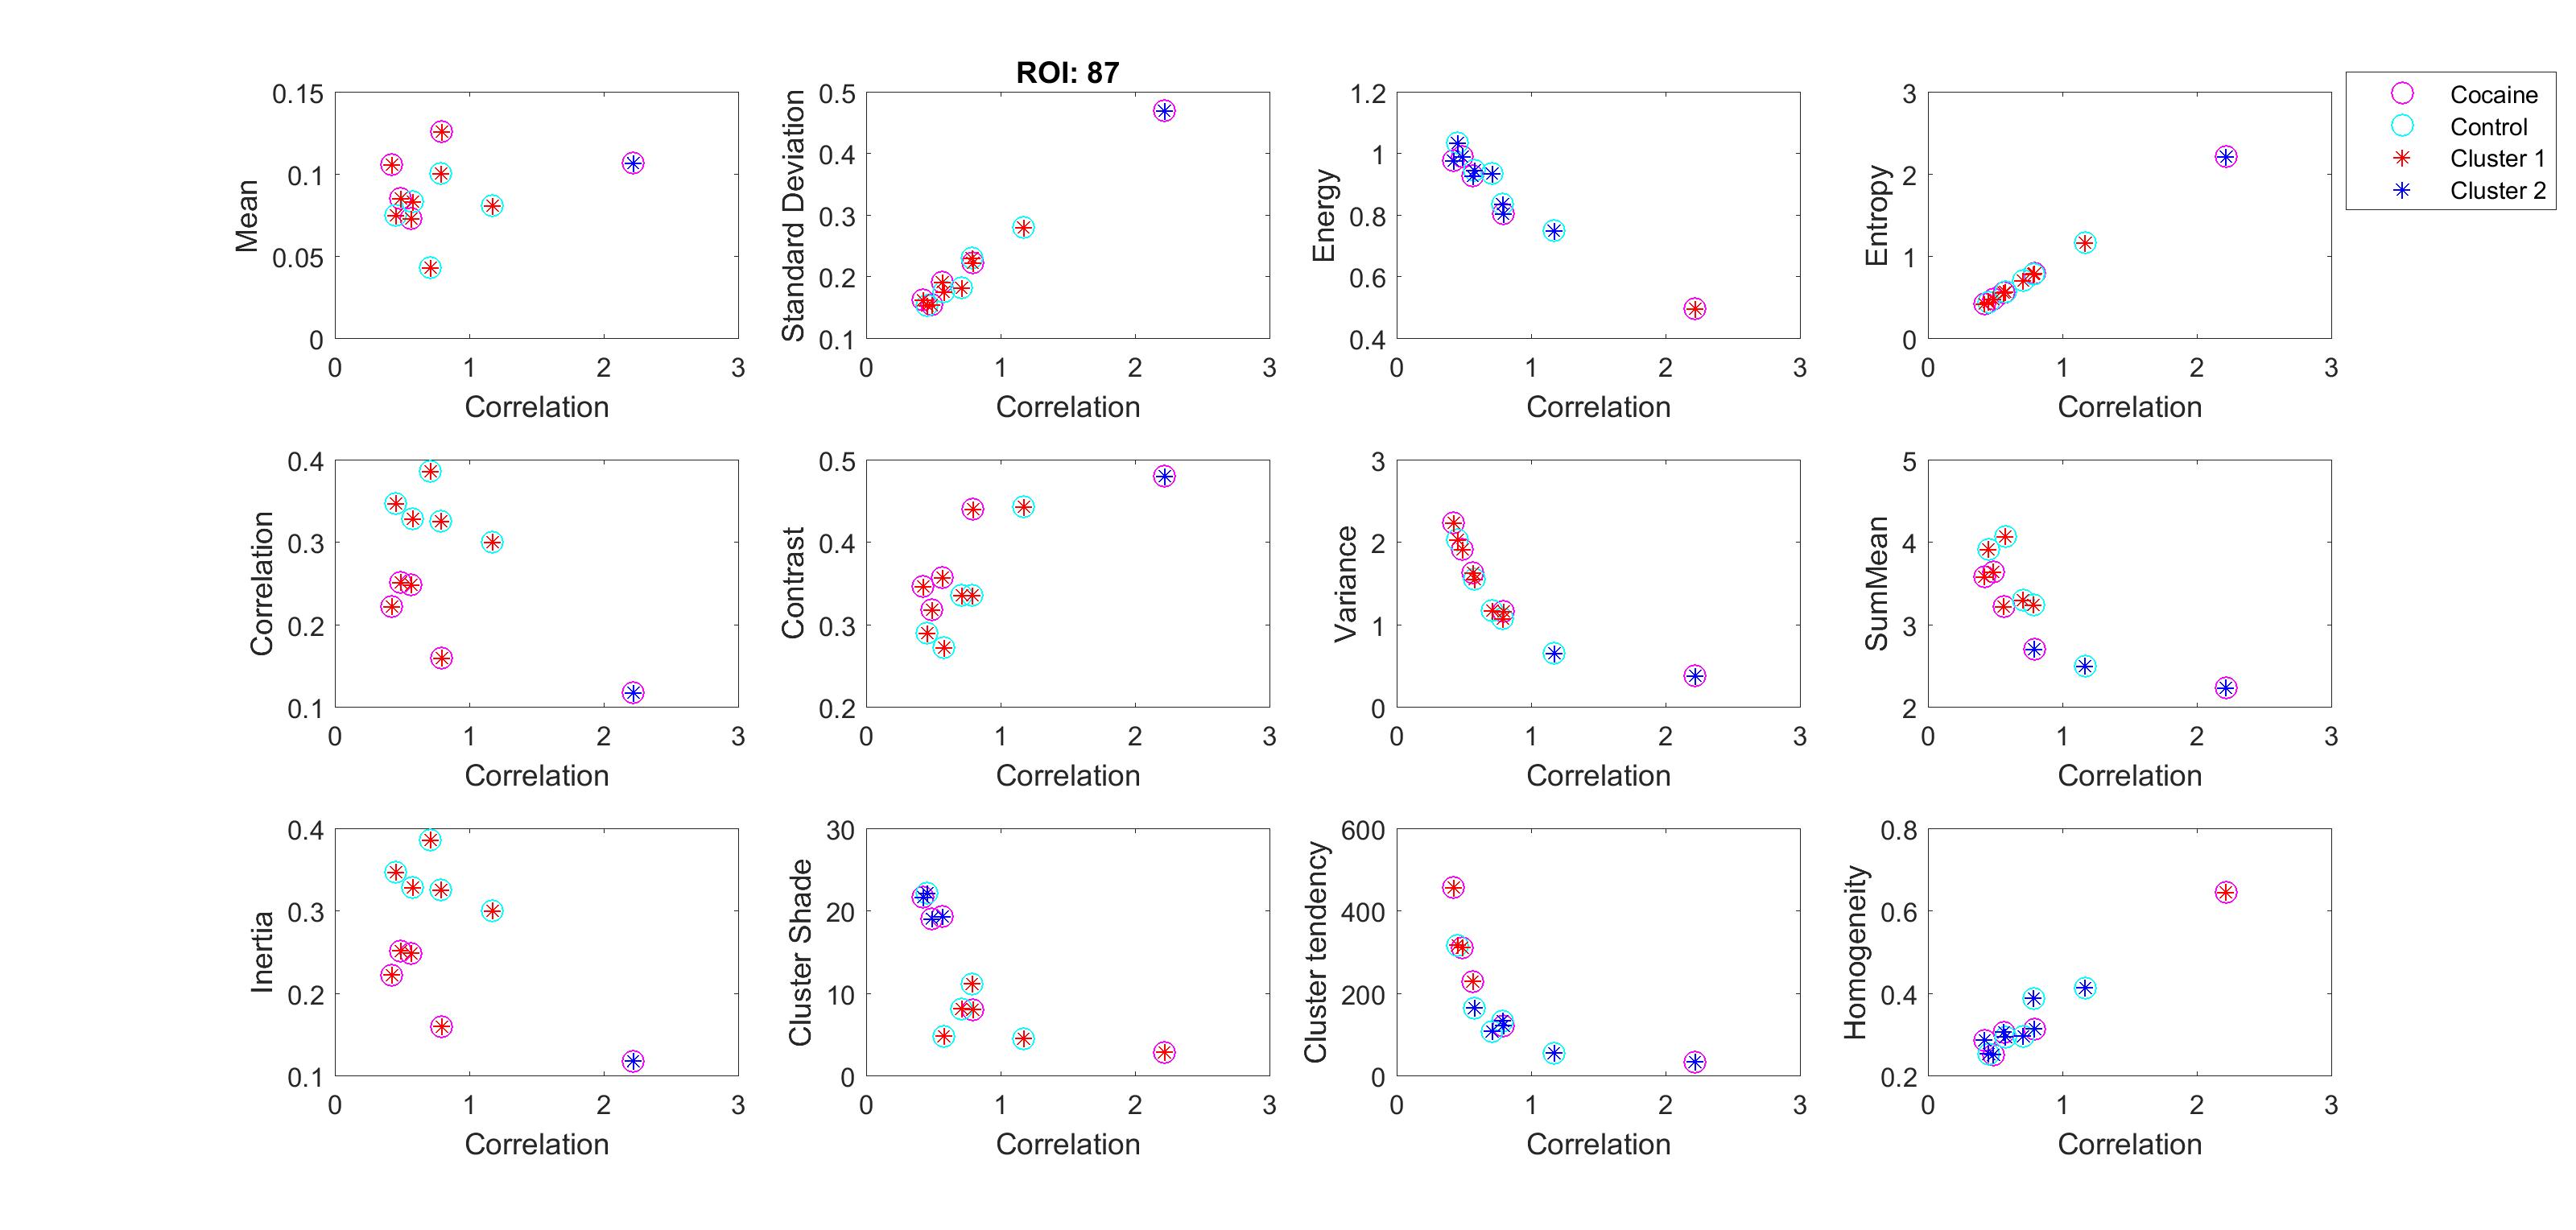 ROI: 87
Cocaine
Control
Cluster 1
Cluster 2
0.15
0.1
0.05
0
Mean
0 1 2 3
Correlation
0.5
0.4
0.3
0.2
0.1
Standard Deviation
0 1 2 3
Correlation
1.2
1
0.8
0.6
0.4
Energy
0 1 2 3
Correlation
3
2
1
0
Entropy
0 1 2 3
Correlation
0.4
0.3
0.2
0.1
Correlation
0 1 2 3
Correlation
0.5
0.4
0.3
0.2
Contrast
0 1 2 3
Correlation
3
2
1
0
Variance
0 1 2 3
Correlation
5
4
3
2
SumMean
0 1 2 3
Correlation
0.4
0.3
0.2
0.1
Inertia
0 1 2 3
Correlation
30
20
10
0
Cluster Shade
0 1 2 3
Correlation
600
400
200
0
Cluster tendency
0 1 2 3
Correlation
0.8
0.6
0.4
0.2
Homogeneity
0 1 2 3
Correlation